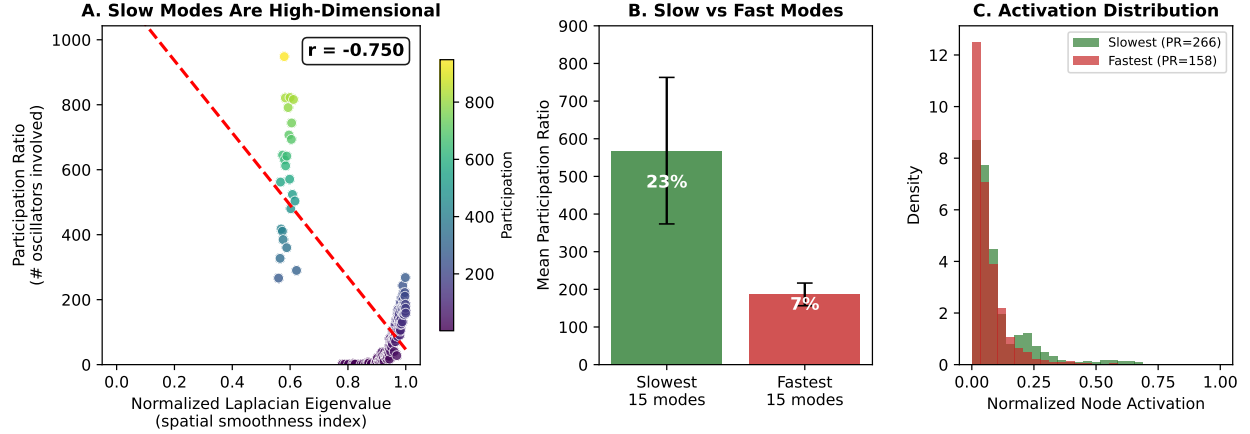 A. Slow Modes Are High-Dimensional
r = -0.750
1000
800
600
400
200
0
Participation Ratio
(# oscillators involved)
0.0 0.2 0.4 0.6 0.8 1.0
Normalized Laplacian Eigenvalue
(spatial smoothness index)
800
600
400
200
Participation
B. Slow vs Fast Modes
900
800
700
600
500
400
300
200
100
0
Mean Participation Ratio
23%
7%
Slowest
15 modes
Fastest
15 modes
C. Activation Distribution
Slowest (PR=266)
Fastest (PR=158)
12
10
8
6
4
2
0
Density
0.00 0.25 0.50 0.75 1.00
Normalized Node Activation